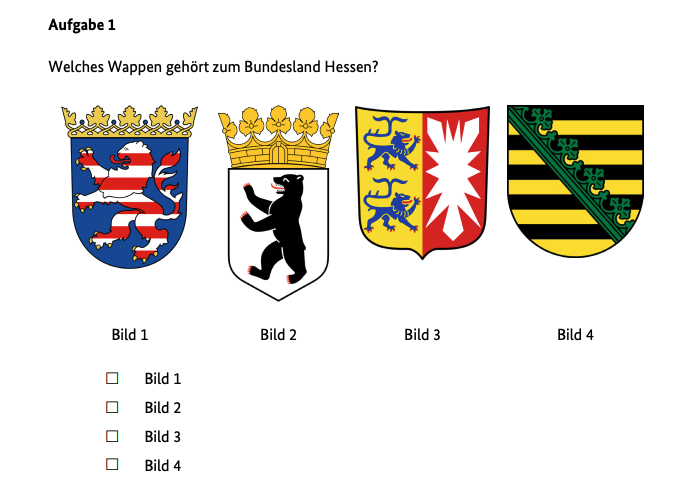 Aufgabe 1
Welches Wappen gehört zum Bundesland Hessen?
Bild 1 Bild 2 Bild 3 Bild 4
☐ Bild 1
☐ Bild 2
☐ Bild 3
☐ Bild 4